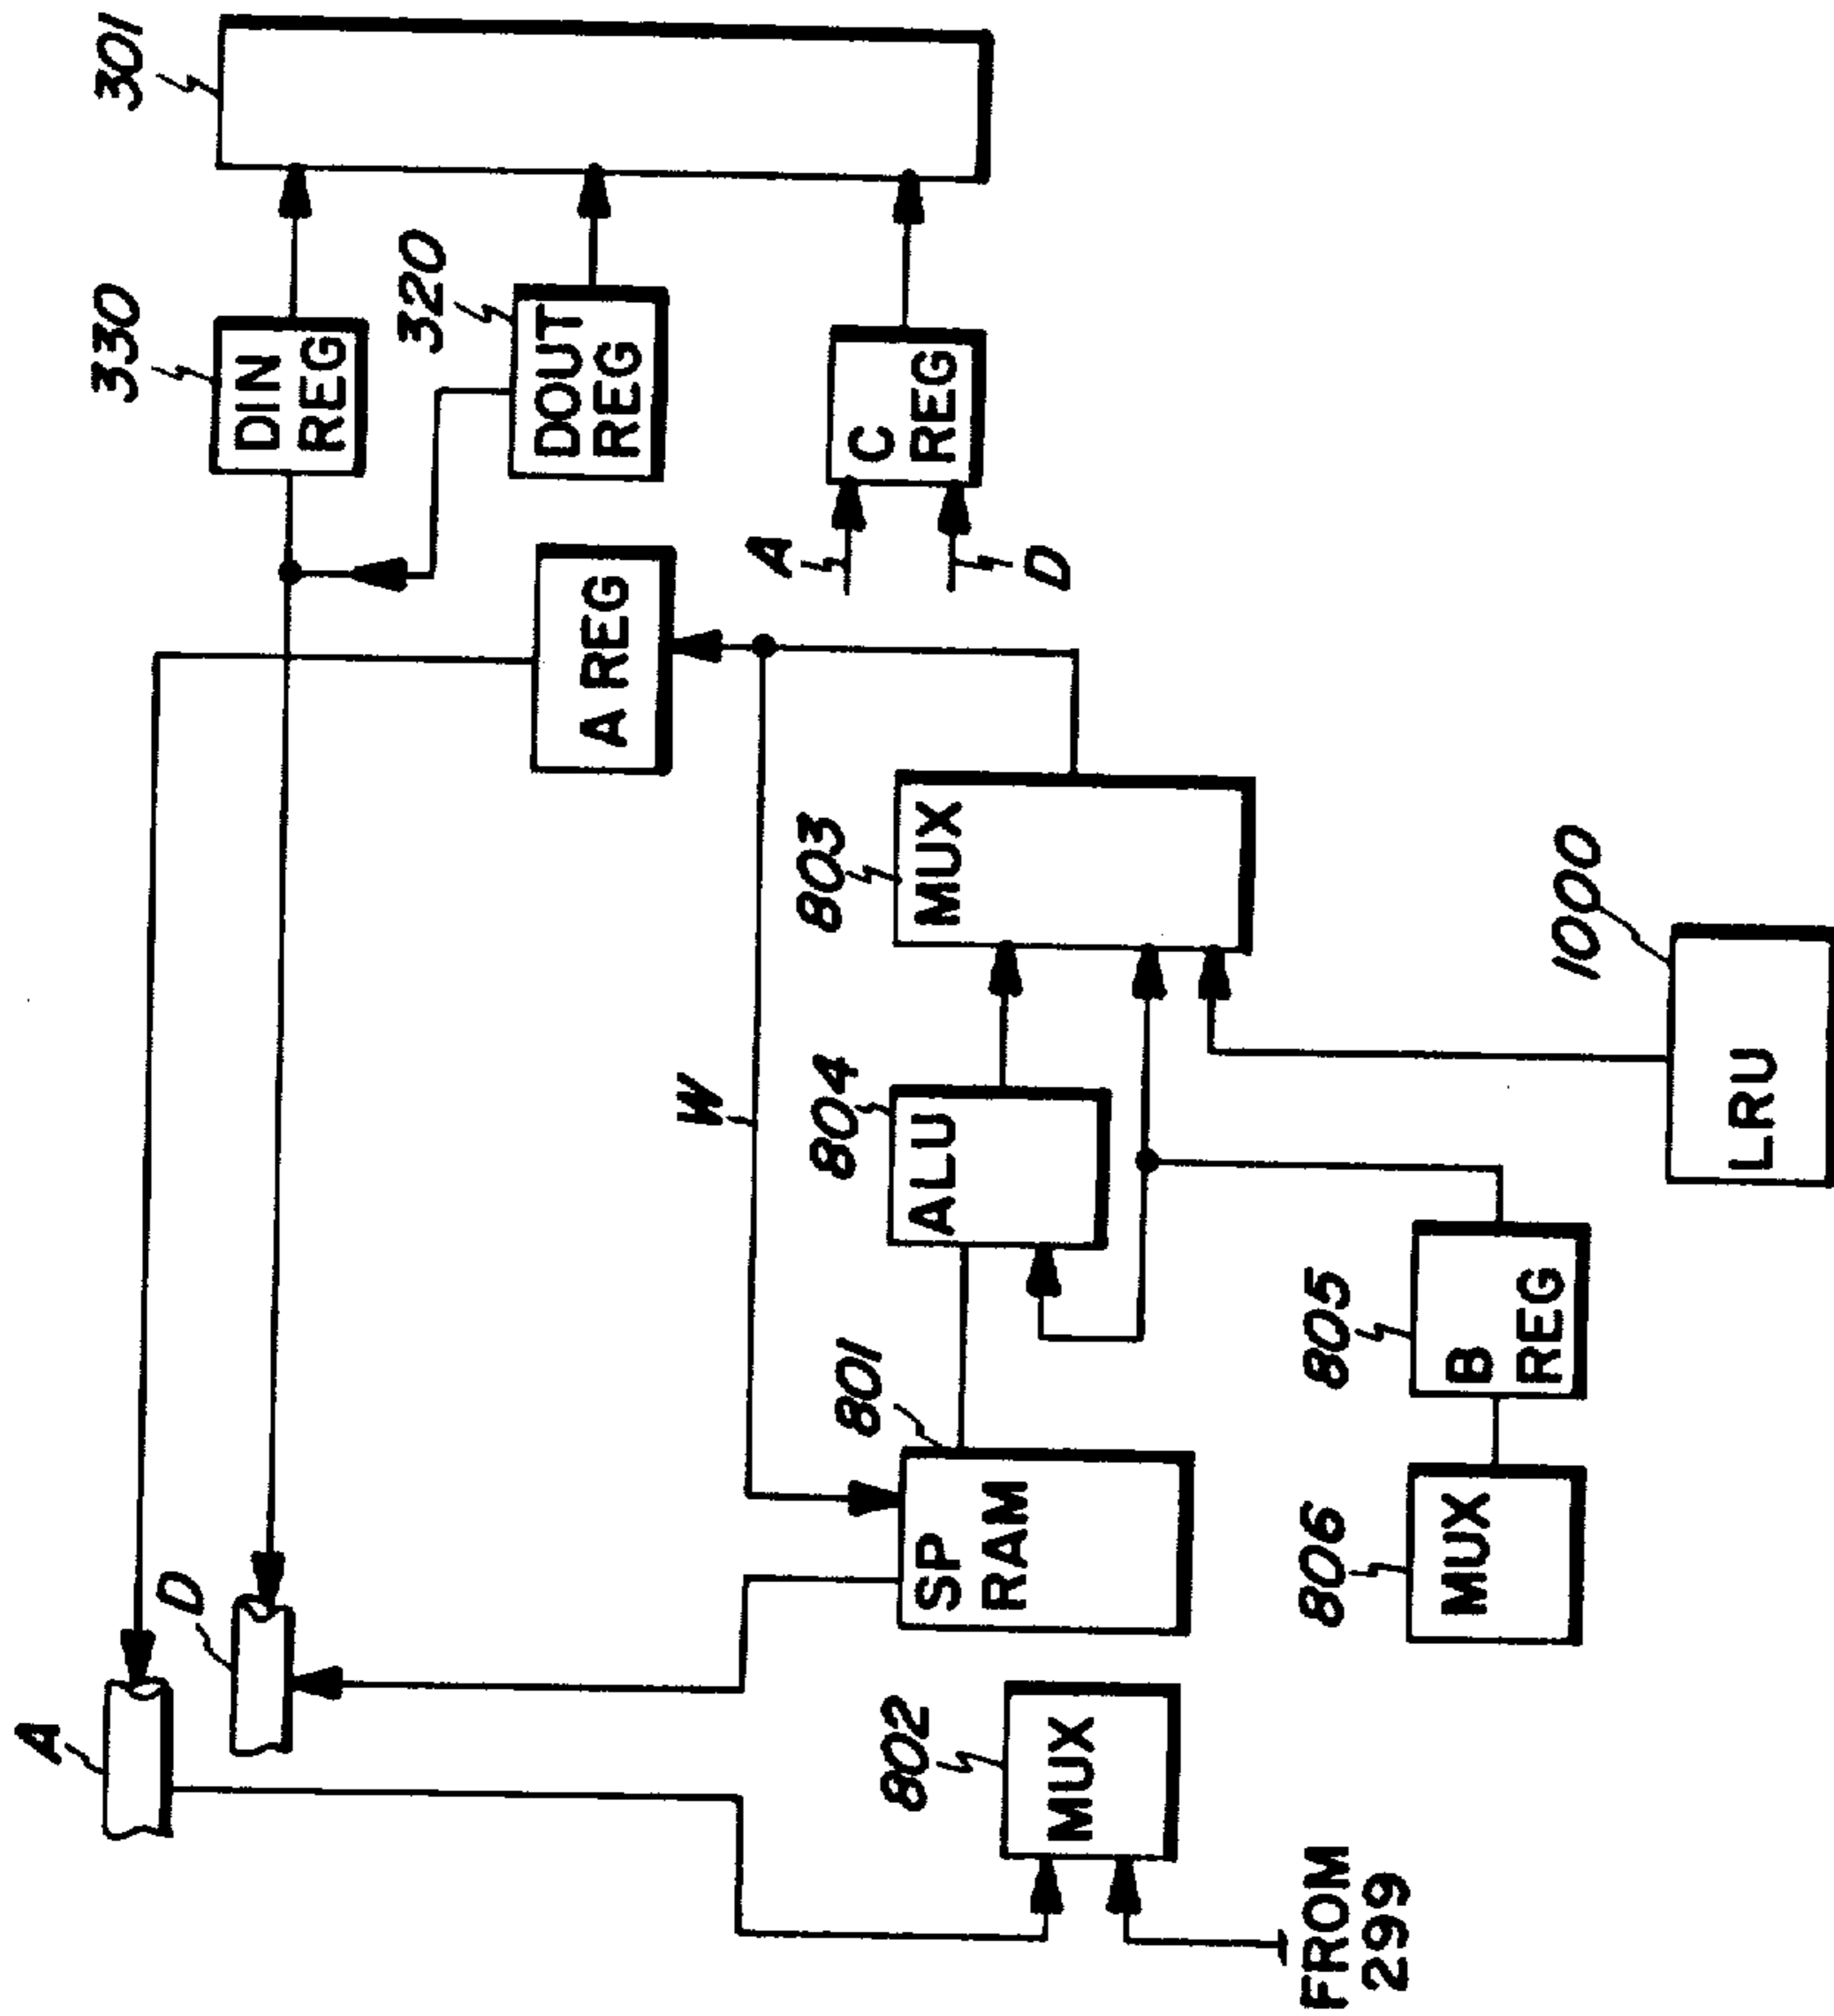 A
D
330
301
DIN
REG
320
DOUT
REG
A REG
W
A
C
REG
D
802
MUX
801
SP
RAM
804
ALU
803
MUX
FROM
299
806
MUX
805
B
REG
1000
LRU